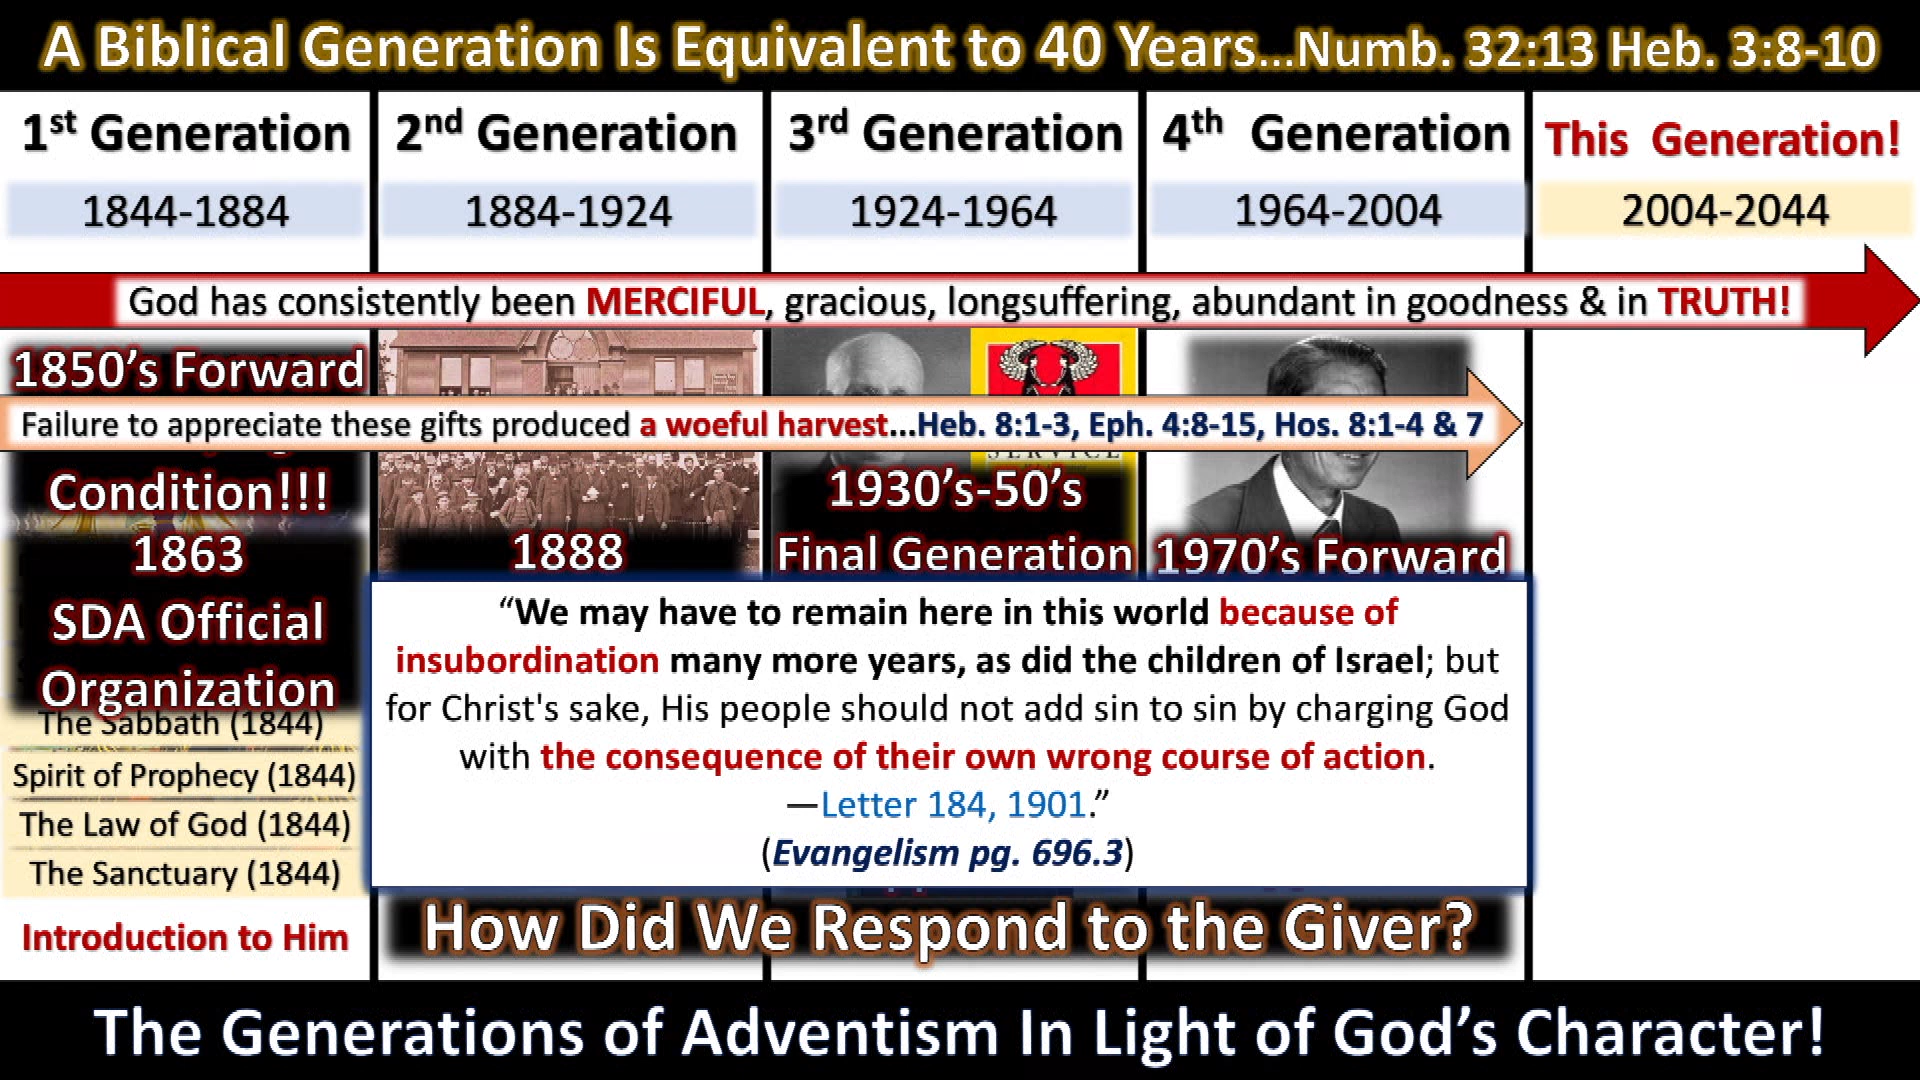 A Biblical Generation Is Equivalent to 40 Years...Numb. 32:13 Heb. 3:8-10
1st Generation
1844-1884
2nd Generation
1884-1924
3rd Generation
1924-1964
4th Generation
1964-2004
This Generation!
2004-2044
God has consistently been MERCIFUL, gracious, longsuffering, abundant in goodness & in TRUTH!
1850’s Forward
Failure to appreciate these gifts produced a woeful harvest...Heb. 8:1-3, Eph. 4:8-15, Hos. 8:1-4 & 7
Condition!!!
1863
SDA Official
Organization
The Sabbath (1844)
Spirit of Prophecy (1844)
The Law of God (1844)
The Sanctuary (1844)
Introduction to Him
1888
SERVICE
1930’s-50’s
Final Generation
1970’s Forward
“We may have to remain here in this world because of
insubordination many more years, as did the children of Israel; but
for Christ's sake, His people should not add sin to sin by charging God
with the consequence of their own wrong course of action.
—Letter 184, 1901.”
(Evangelism pg. 696.3)
How Did We Respond to the Giver?
The Generations of Adventism In Light of God’s Character!